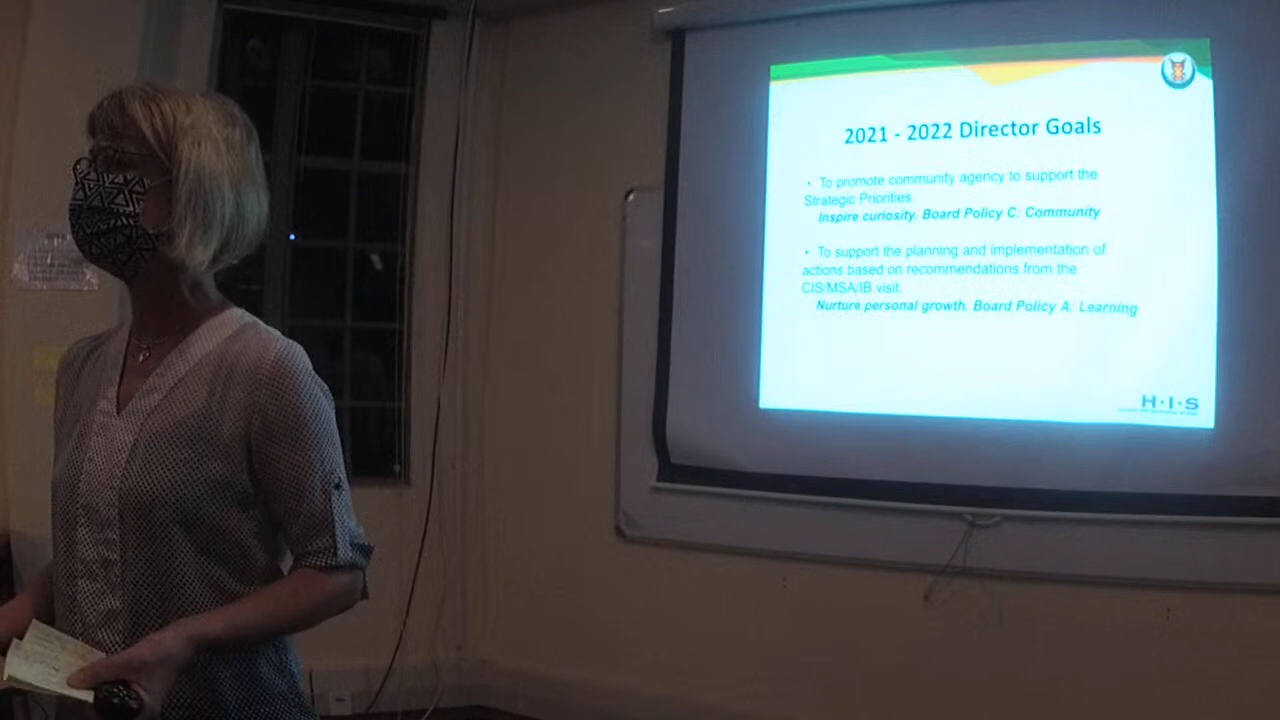 2021 - 2022 Director Goals
· To promote community agency to support the
Strategic Priorities
Inspire curiosity. Board Policy C: Community
· To support the planning and implementation of
actions based on recommendations from the
CIS/MSA/IB visit.
Nurture personal growth. Board Policy A: Learning
H·I·S